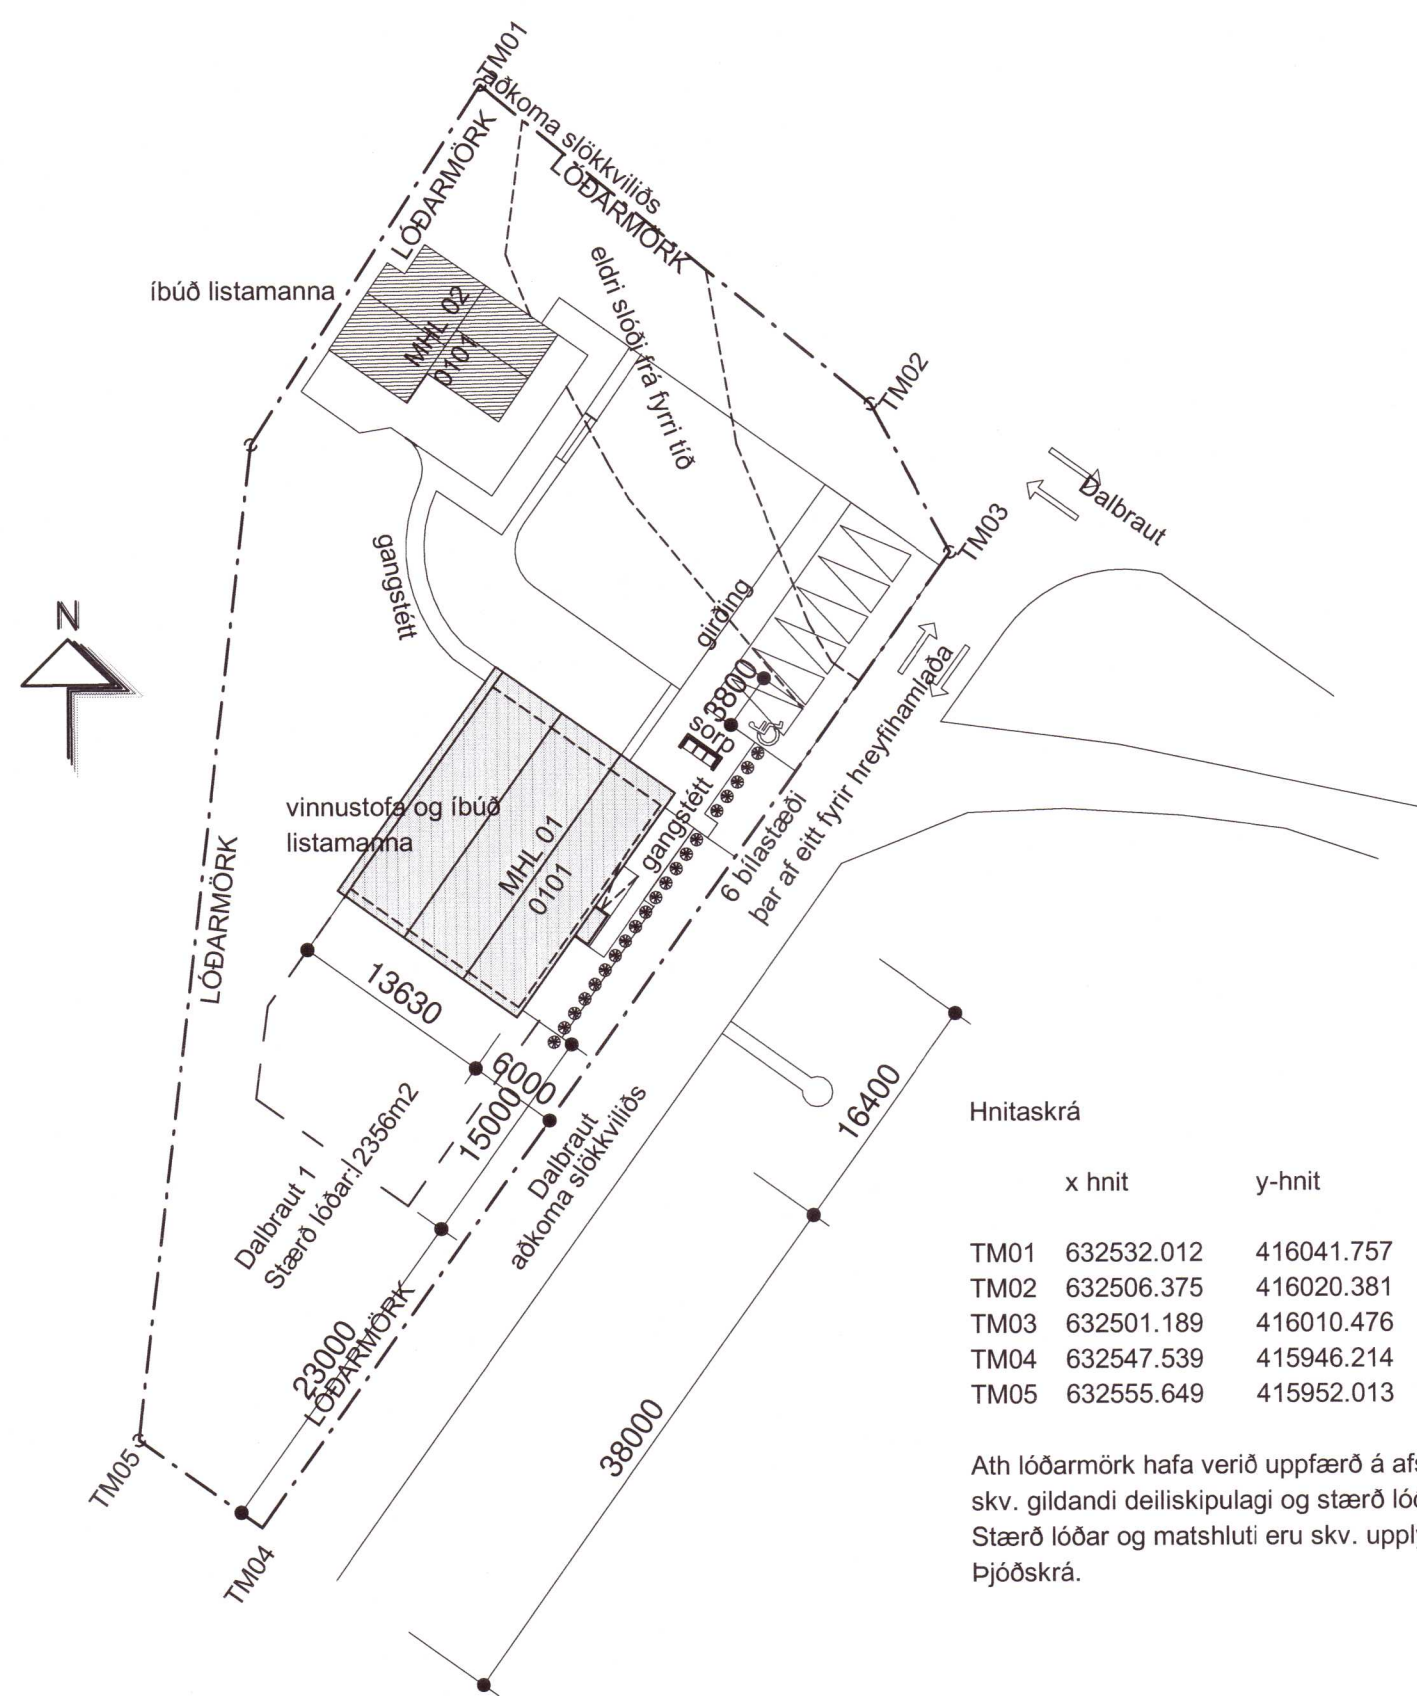 TM01
aðkoma slökkviliðs
LÓÐARMÖRK
LÓÐARMÖRK
íbúð listamanna
MHL 02
0101
eldri slóði frá fyrri tíð
TM02
Dalbraut
TM03
gangstétt
N
girðing
3800
sorp
vinnustofa og íbúð
listamanna
MHL 01
0101
gangstétt
6 bílastæði
þar af eitt fyrir hreyfihamlaða
LÓÐARMÖRK
13630
6000
15000
Dalbraut
aðkoma slökkviliðs
Dalbraut 1
Stærð lóðar: 2356m2
16400
23000
LÓÐARMÖRK
38000
TM05
TM04
Hnitaskrá
x hnit y-hnit
TM01 632532.012 416041.757
TM02 632506.375 416020.381
TM03 632501.189 416010.476
TM04 632547.539 415946.214
TM05 632555.649 415952.013
Ath lóðarmörk hafa verið uppfærð á
skv. gildandi deiliskipulagi og stærð
Stærð lóðar og matshluti eru skv.
Þjóðskrá.